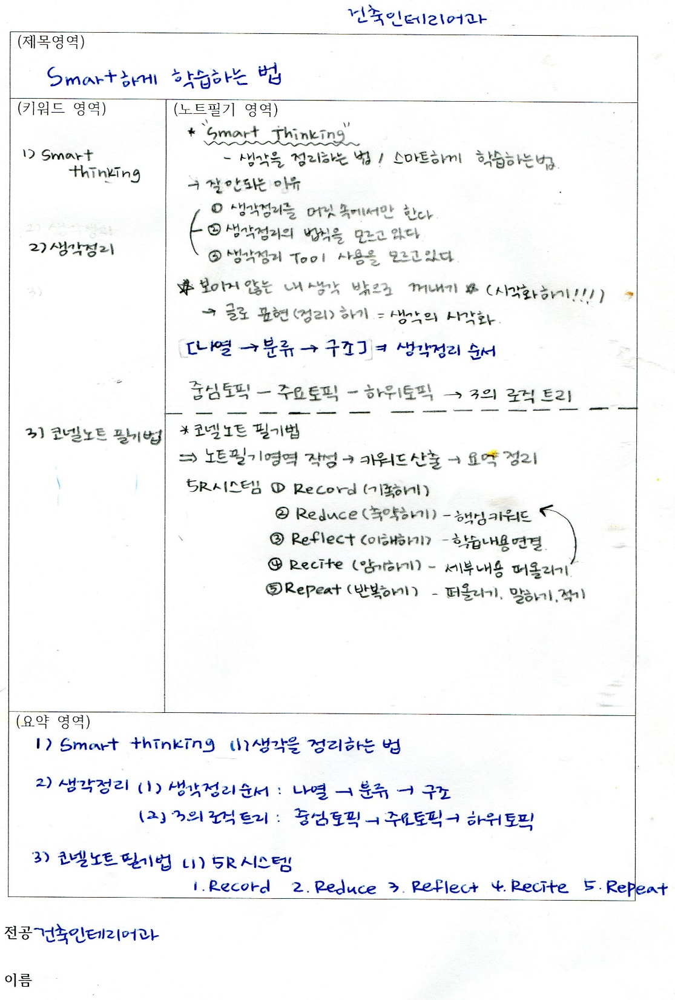 건축인테리어과
(제목영역)
Smart하게 학습하는 법
(키워드 영역)
1) Smart
thinking
2) 생각정리
3) 코넬노트 필기법
(노트필기 영역)
* "Smart Thinking"
- 생각을 정리하는 법 / 스마트하게 학습하는법.
→ 잘 안되는 이유
① 생각정리를 머릿속에서만 한다.
② 생각정리의 법칙을 모르고 있다
③ 생각정리 Tool 사용을 모르고있다.
* 보이지 않는 내 생각 밖으로 꺼내기 * (시각화하기!!!)
→ 글로 표현(정리)하기 = 생각의 시각화.
[나열 → 분류 → 구조] ⇒ 생각정리 순서
중심토픽 - 주요토픽 - 하위토픽 → 3의 로직 트리
* 코넬노트 필기법
⇒ 노트필기영역 작성 → 키워드산출 → 요약 정리
5R시스템 ① Record (기록하기)
② Reduce (축약하기) - 핵심키워드
③ Reflect (이해하기) - 학습내용연결.
④ Recite (암기하기) - 세부내용 떠올리기
⑤ Repeat (반복하기) - 떠올리기, 말하기, 적기
(요약 영역)
1) Smart thinking (1) 생각을 정리하는 법
2) 생각정리 (1) 생각정리순서 : 나열 → 분류 → 구조
(2) 3의 로직트리 : 중심토픽 → 주요토픽 → 하위토픽
3) 코넬노트필기법 (1) 5R시스템
1. Record 2. Reduce 3. Reflect 4. Recite 5. Repeat
전공 건축인테리어과
이름